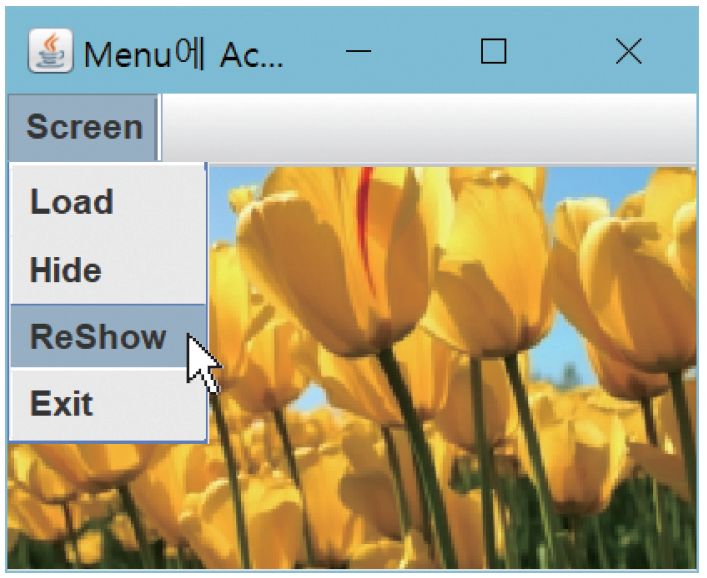 Menu에 Ac...
Screen
Load
Hide
ReShow
Exit